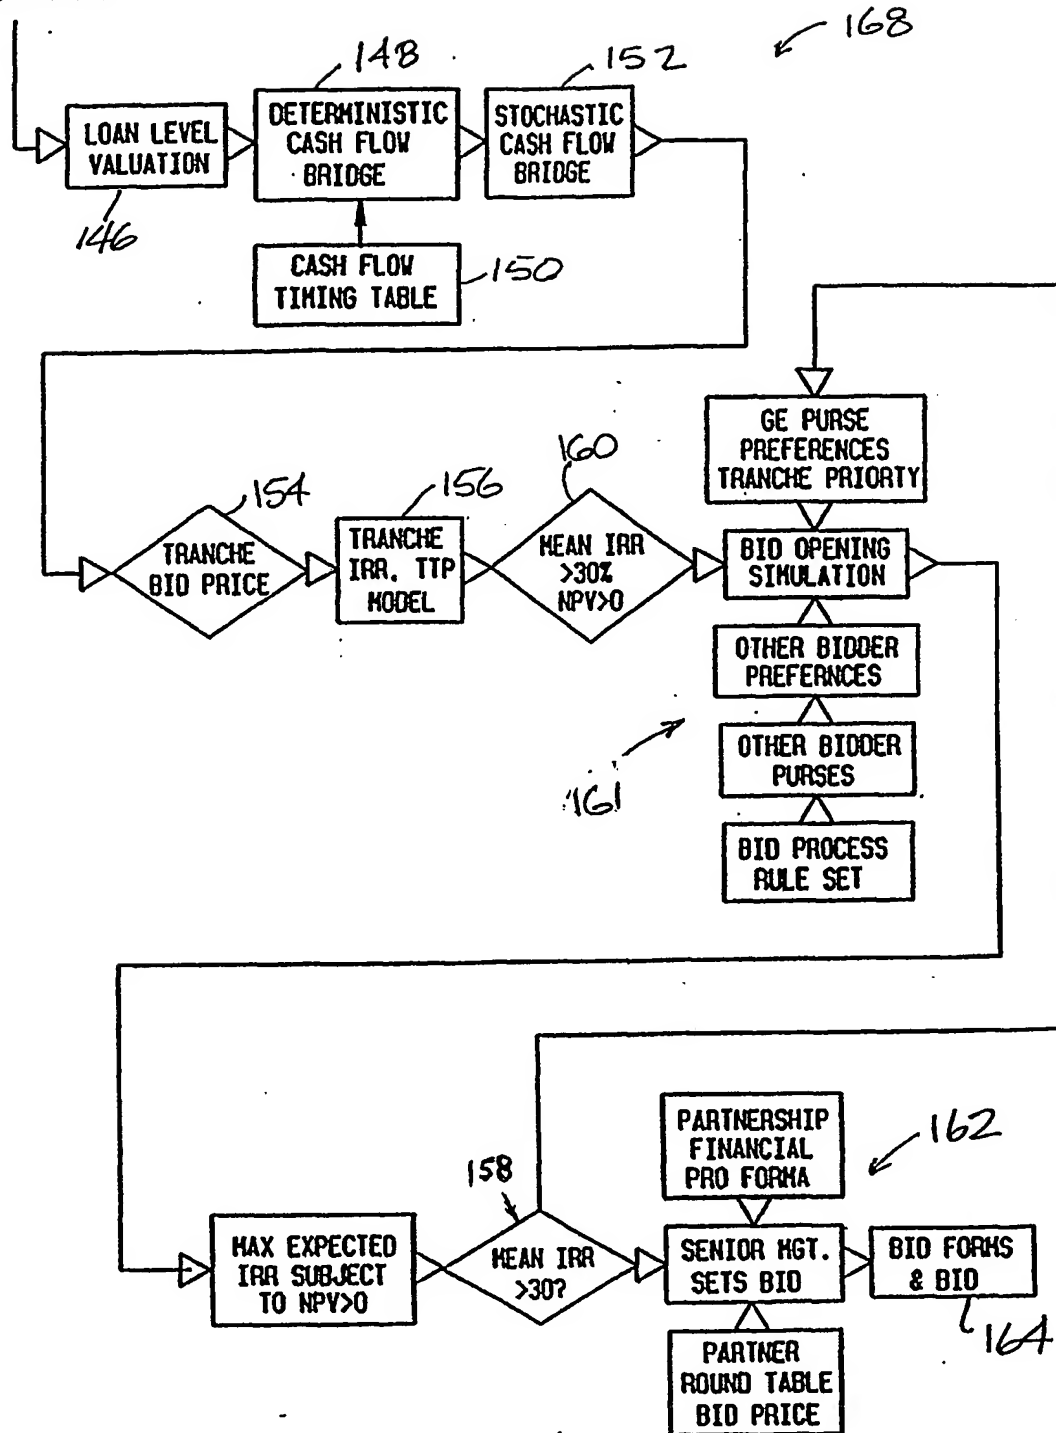 168
148
152
LOAN LEVEL
VALUATION
DETERMINISTIC
CASH FLOW
BRIDGE
STOCHASTIC
CASH FLOW
BRIDGE
146
CASH FLOW
TIMING TABLE
150
GE PURSE
PREFERENCES
TRANCHE PRIORTY
160
154
156
TRANCHE
BID PRICE
TRANCHE
IRR. TTP
MODEL
MEAN IRR
>30%
NPV>0
BID OPENING
SIMULATION
OTHER BIDDER
PREFERNCES
OTHER BIDDER
PURSES
161
BID PROCESS
RULE SET
PARTNERSHIP
FINANCIAL
PRO FORMA
162
158
MAX EXPECTED
IRR SUBJECT
TO NPV>0
MEAN IRR
>30?
SENIOR MGT.
SETS BID
BID FORMS
& BID
164
PARTNER
ROUND TABLE
BID PRICE